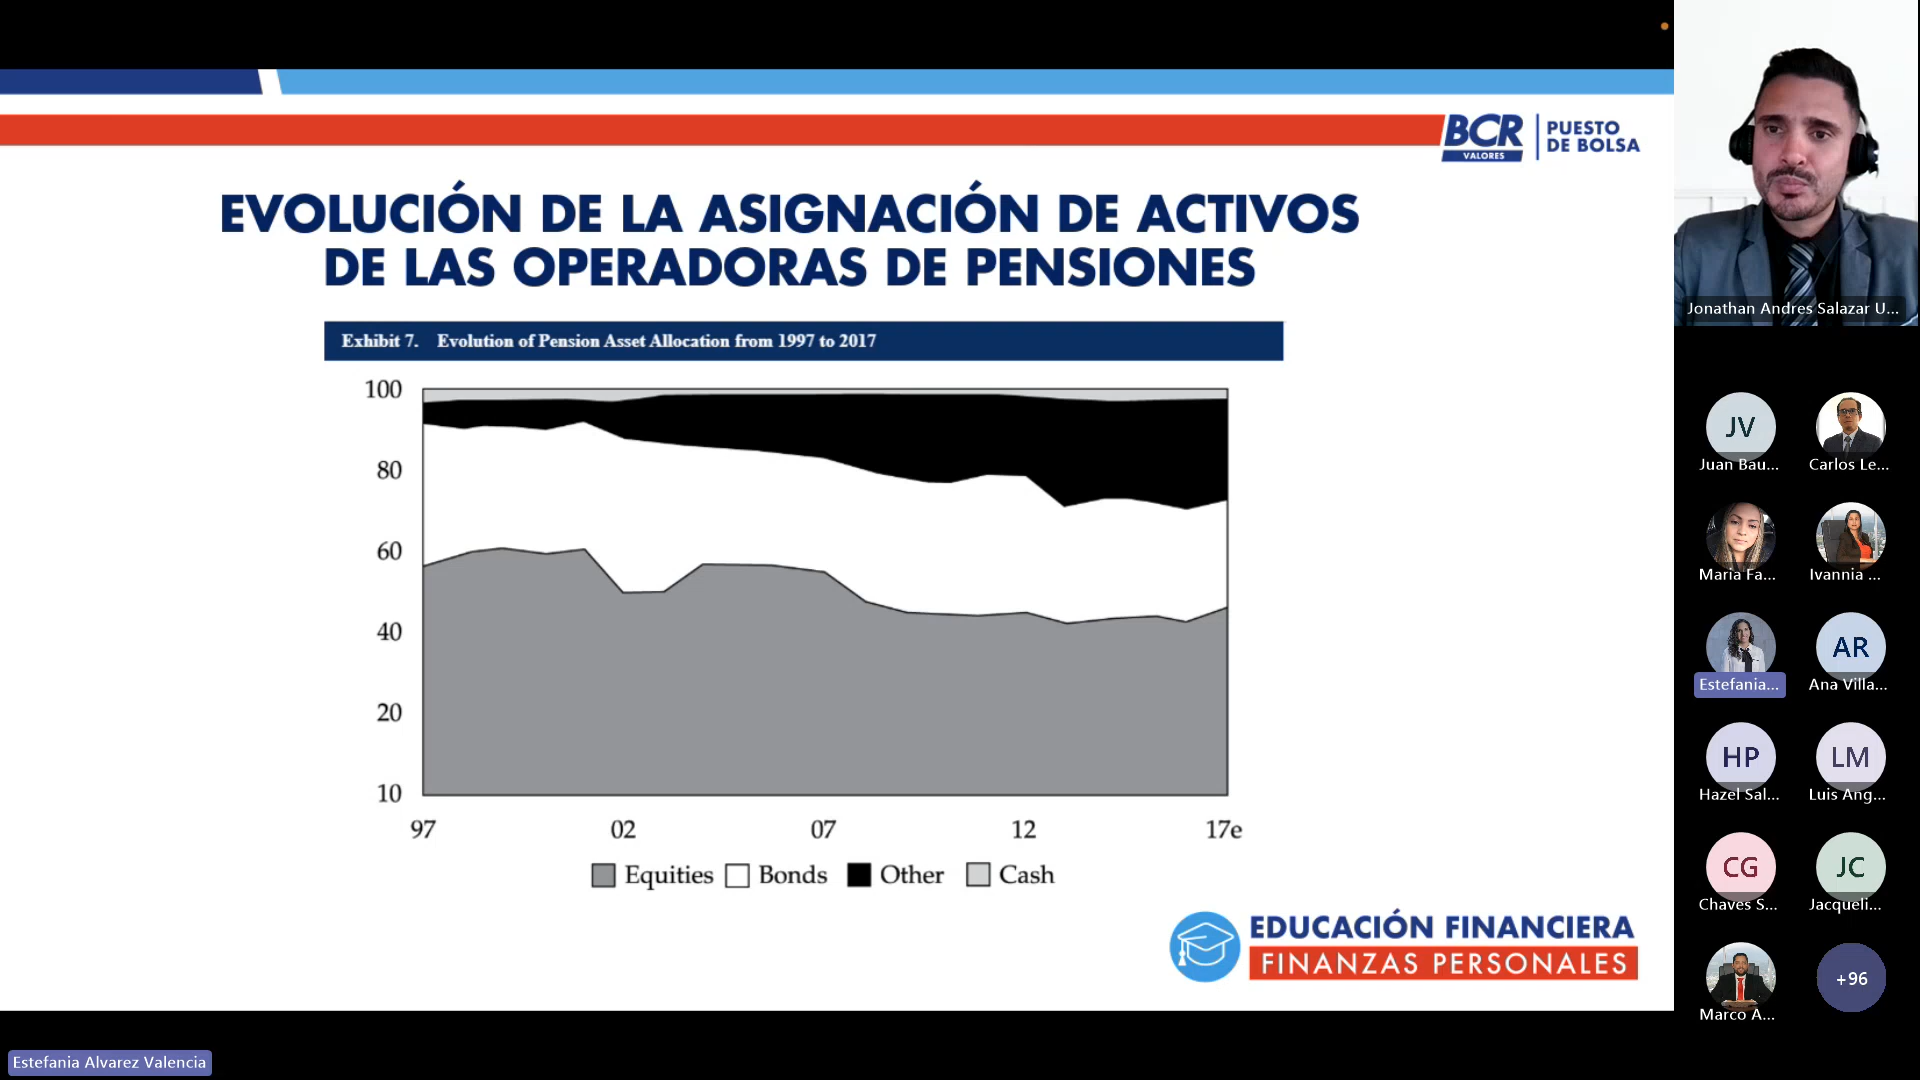 BCR
VALORES
PUESTO
DE BOLSA
EVOLUCIÓN DE LA ASIGNACIÓN DE ACTIVOS
DE LAS OPERADORAS DE PENSIONES
Exhibit 7. Evolution of Pension Asset Allocation from 1997 to 2017
100
80
60
40
20
10
97 02 07 12 17e
Equities Bonds Other Cash
EDUCACIÓN FINANCIERA
FINANZAS PERSONALES
Estefania Alvarez Valencia
Jonathan Andres Salazar U...
JV
Juan Bau...
Carlos Le...
Maria Fa...
Ivannia ...
Estefania...
AR
Ana Villa...
HP
Hazel Sal...
LM
Luis Ang...
CG
Chaves S...
JC
Jacqueli...
Marco A...
+96